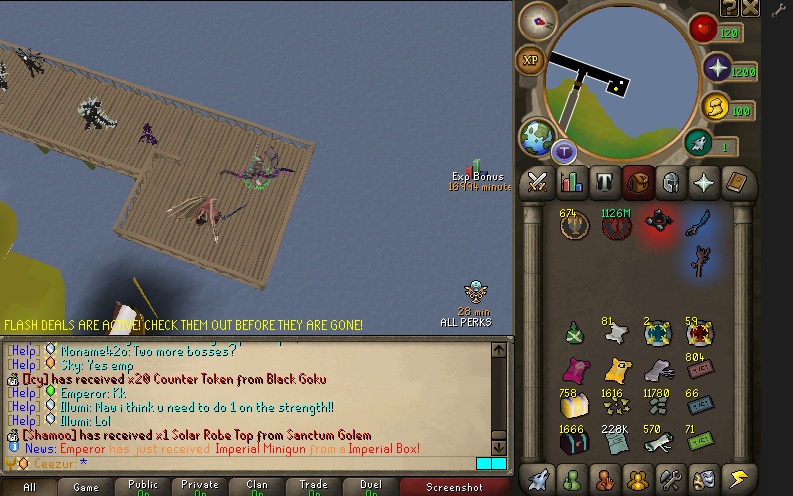 XP
120
1200
100
1
T
Exp Bonus
16994 minute
28 min
ALL PERKS
FLASH DEALS ARE ACTIVE! CHECK THEM OUT BEFORE THEY ARE GONE!
[Help] Noname420: Two more bosses?
[Help] Sky: Yes emp
[Icy] has received x20 Counter Token from Black Goku
[Help] Emperor: Kk
[Help] Illumi: Naw i think u need to do 1 on the strength!!
[Help] Illumi: Lol
[Shamoo] has received x1 Solar Robe Top from Sanctum Golem
News: Emperor has just received Imperial Minigun from a Imperial Box!
Ceezur: *
674 1126M
81 2 59
804
758 1616 11780 66
1666 228K 570 71
All Game Public Private Clan Trade Duel Screenshot
On On On On On